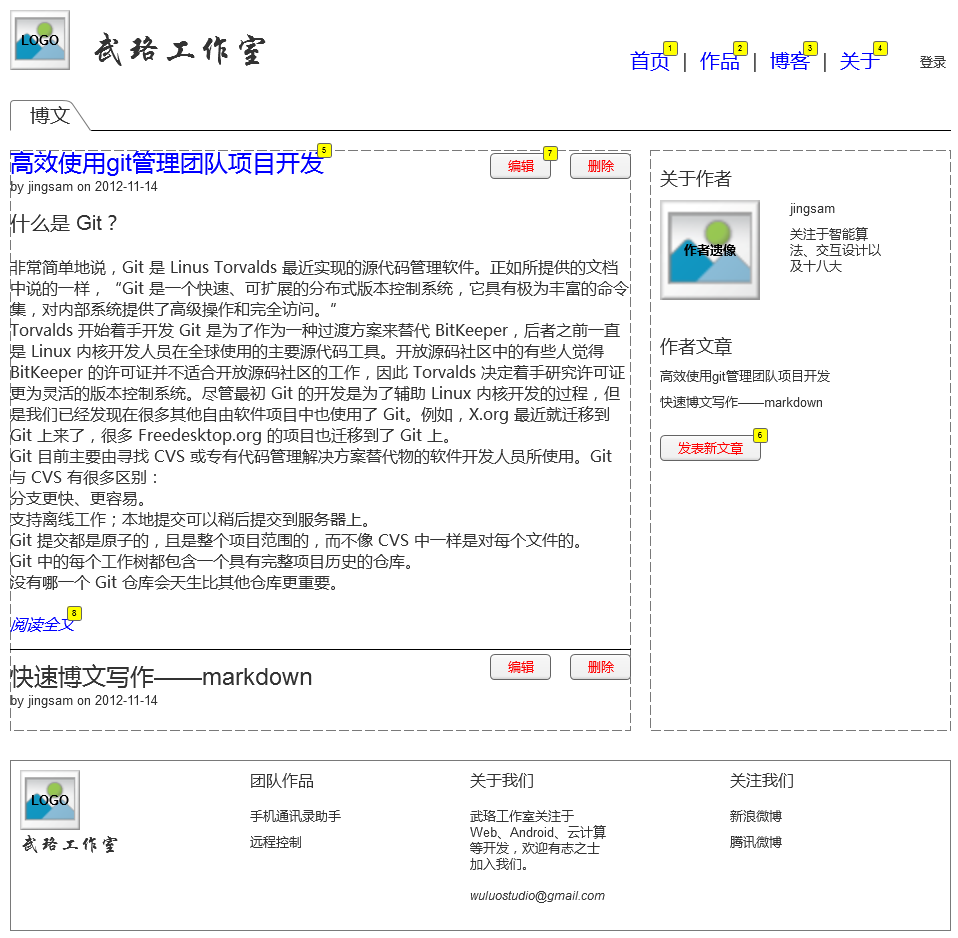 LOGO
武珞工作室
首页 1 | 作品 2 | 博客 3 | 关于 4 登录
博文
高效使用git管理团队项目开发 5
编辑 7 删除
by jingsam on 2012-11-14
什么是 Git？
非常简单地说，Git 是 Linus Torvalds 最近实现的源代码管理软件。正如所提供的文档
中说的一样，“Git 是一个快速、可扩展的分布式版本控制系统，它具有极为丰富的命令
集，对内部系统提供了高级操作和完全访问。”
Torvalds 开始着手开发 Git 是为了作为一种过渡方案来替代 BitKeeper，后者之前一直
是 Linux 内核开发人员在全球使用的主要源代码工具。开放源码社区中的有些人觉得
BitKeeper 的许可证并不适合开放源码社区的工作，因此 Torvalds 决定着手研究许可证
更为灵活的版本控制系统。尽管最初 Git 的开发是为了辅助 Linux 内核开发的过程，但
是我们已经发现在很多其他自由软件项目中也使用了 Git。例如，X.org 最近就迁移到
Git 上来了，很多 Freedesktop.org 的项目也迁移到了 Git 上。
Git 目前主要由寻找 CVS 或专有代码管理解决方案替代物的软件开发人员所使用。Git
与 CVS 有很多区别：
分支更快、更容易。
支持离线工作；本地提交可以稍后提交到服务器上。
Git 提交都是原子的，且是整个项目范围的，而不像 CVS 中一样是对每个文件的。
Git 中的每个工作树都包含一个具有完整项目历史的仓库。
没有哪一个 Git 仓库会天生比其他仓库更重要。
阅读全文 8
快速博文写作——markdown
编辑 删除
by jingsam on 2012-11-14
关于作者
作者遗像
jingsam
关注于智能算
法、交互设计以
及十八大
作者文章
高效使用git管理团队项目开发
快速博文写作——markdown
发表新文章 6
LOGO
武珞工作室
团队作品
手机通讯录助手
远程控制
关于我们
武珞工作室关注于
Web、Android、云计算
等开发，欢迎有志之士
加入我们。
wuluostudio@gmail.com
关注我们
新浪微博
腾讯微博